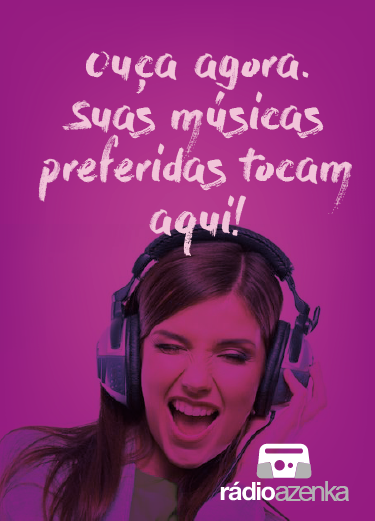 Ouça agora.
Suas músicas
preferidas tocam
aqui!
rádioazenka